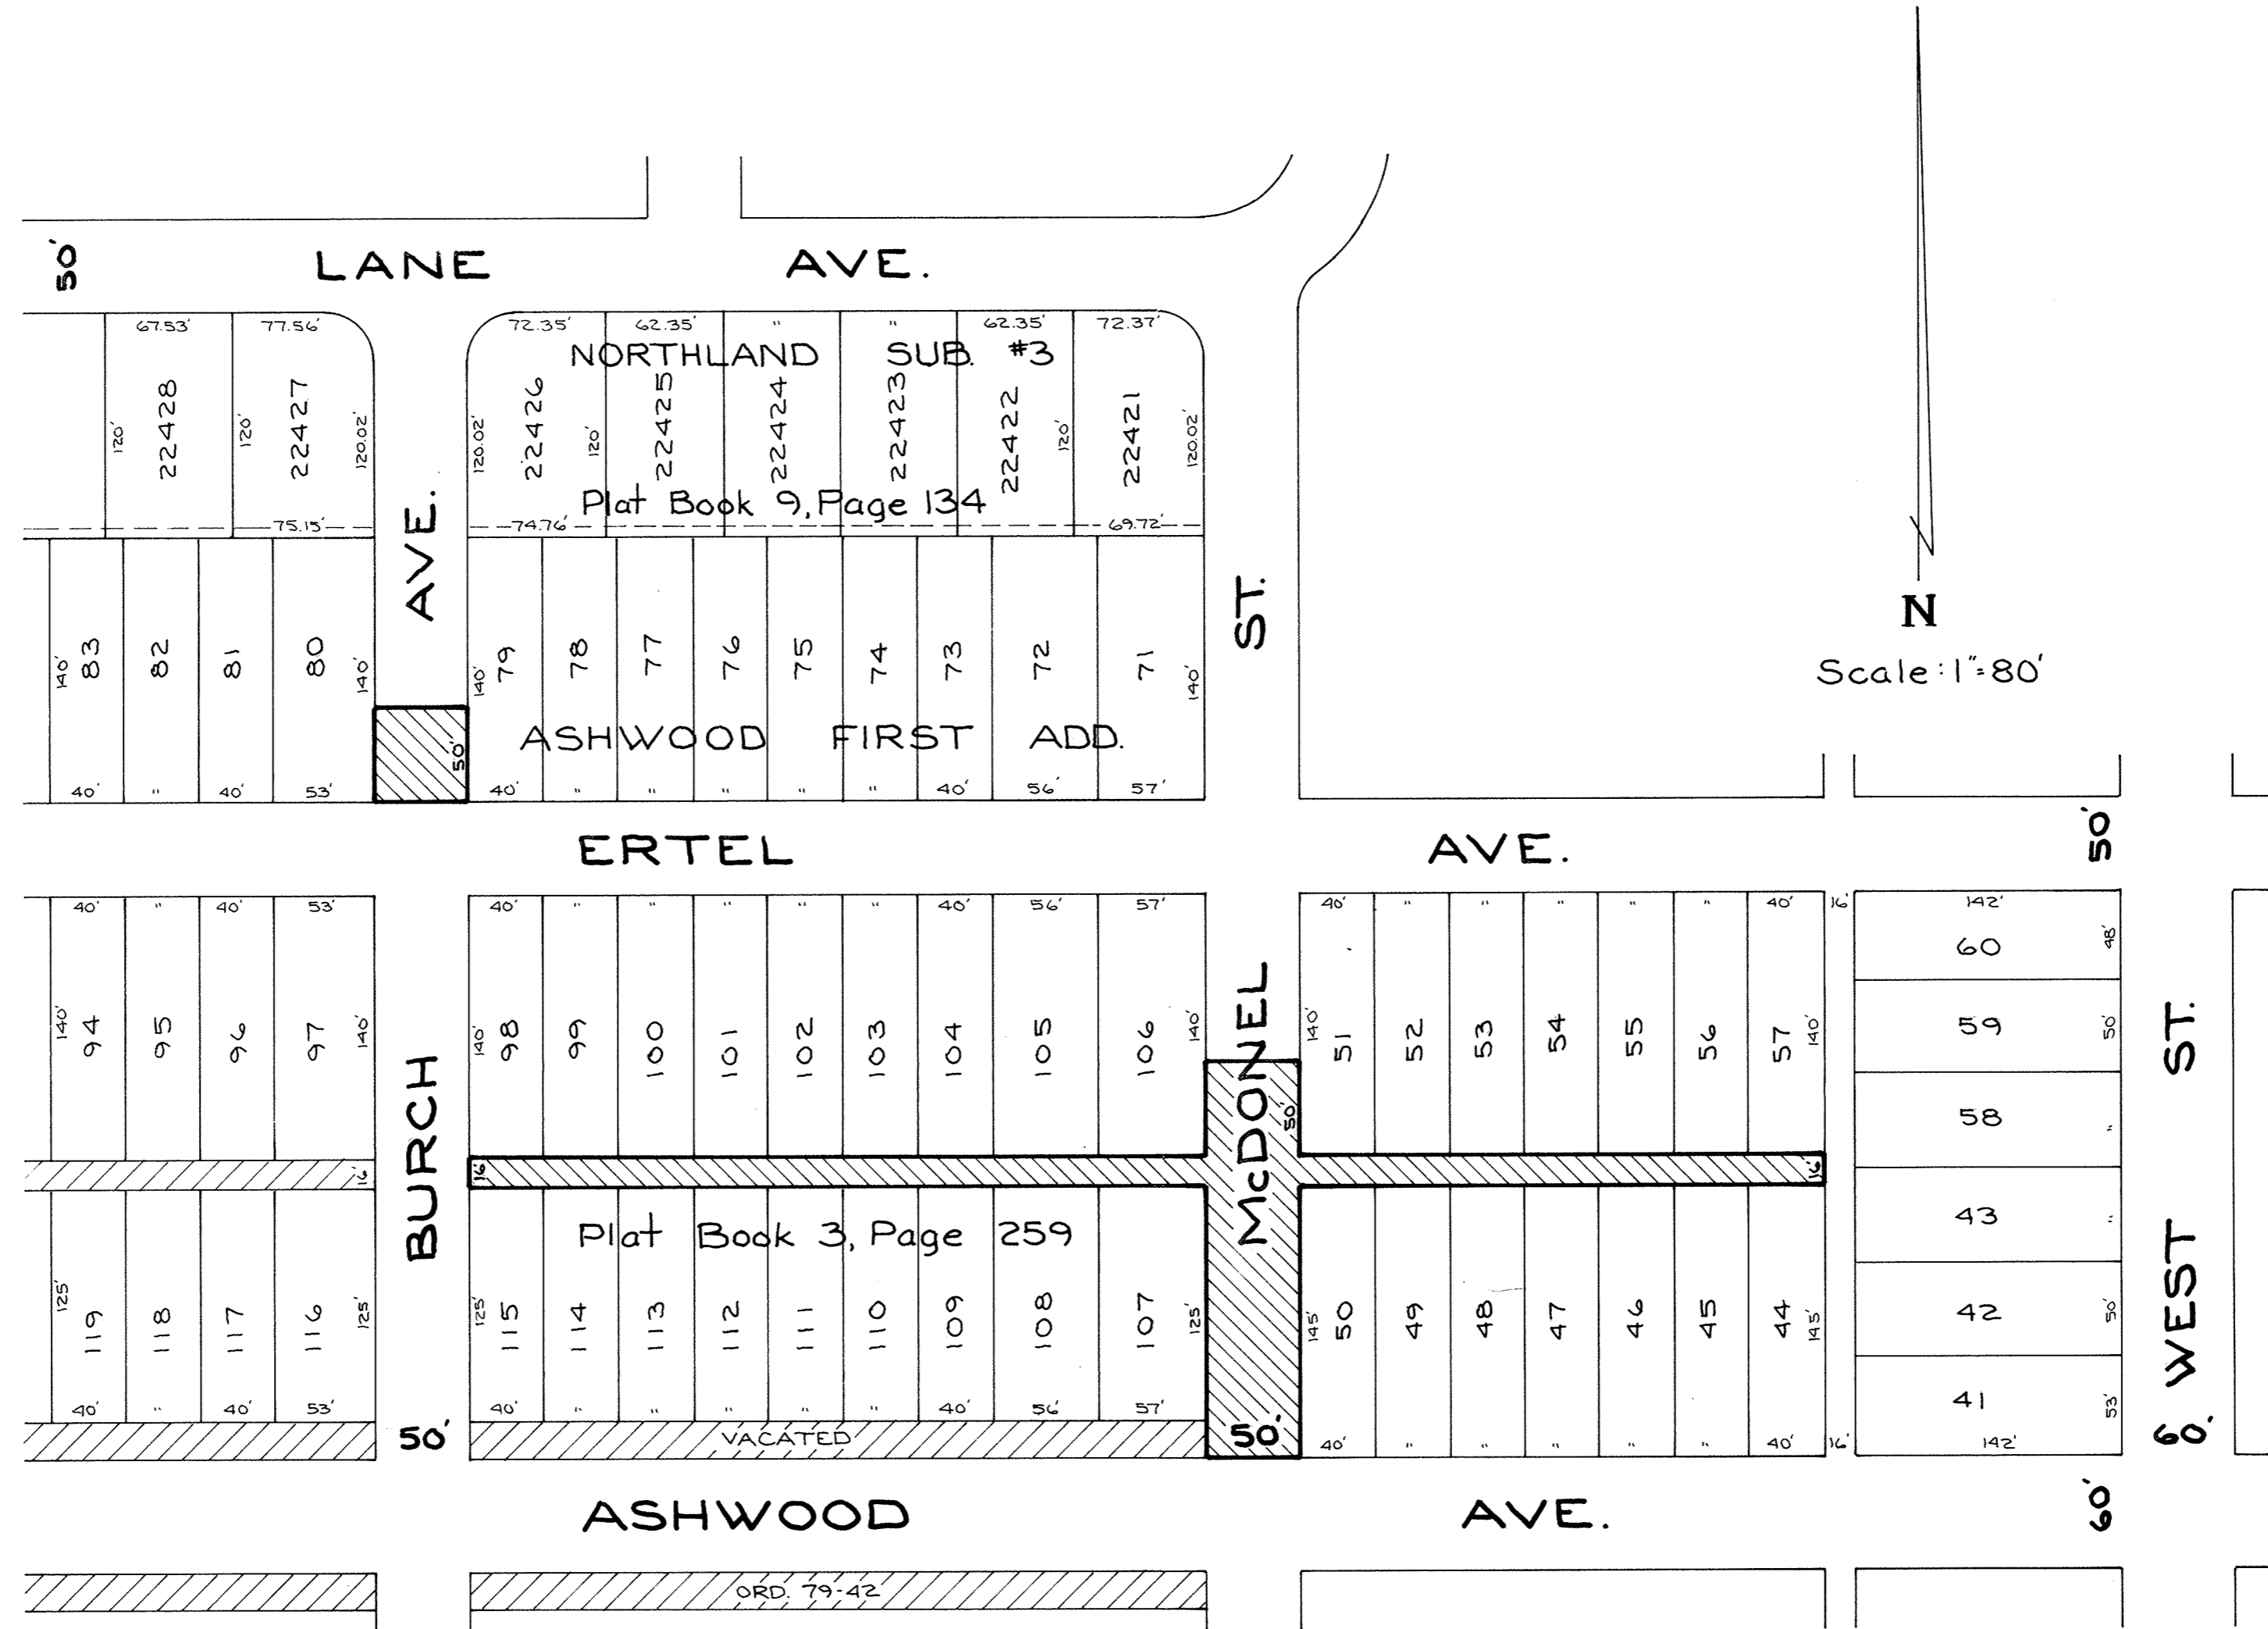 50' LANE AVE.
67.53' 77.56' 72.35' 62.35' " " 62.35' 72.37'
NORTHLAND SUB. #3
120' 22428 120' 22427 120.02' 120.02' 22426 120' 22425 22424 22423 22422 120' 22421 120.02'
Plat Book 9, Page 134
75.15' 74.76' 69.72'
AVE. ST.
140' 83 82 81 80 140' 140' 79 78 77 76 75 74 73 72 71 140'
N
Scale: 1"=80'
ASHWOOD FIRST ADD.
50'
40' " 40' 53' 40' " " " " " 40' 56' 57'
ERTEL AVE. 50'
40' " 40' 53' 40' " " " " " 40' 56' 57' 40' " " " " " 40' 16' 142'
60 48'
140' 94 95 96 97 140' 140' 98 99 100 101 102 103 104 105 106 140' 140' 51 52 53 54 55 56 57 140' 59 50'
BURCH McDONEL WEST ST.
50' 58 "
16' 16' 16'
Plat Book 3, Page 259
43 "
125' 119 118 117 116 125' 125' 115 114 113 112 111 110 109 108 107 125' 145' 50 49 48 47 46 45 44 145' 42 50'
41 53'
40' " 40' 53' 40' " " " " " 40' 56' 57'
50' VACATED 50' 40' " " " " " 40' 16' 142' 60'
ASHWOOD AVE. 60'
ORD. 79-42